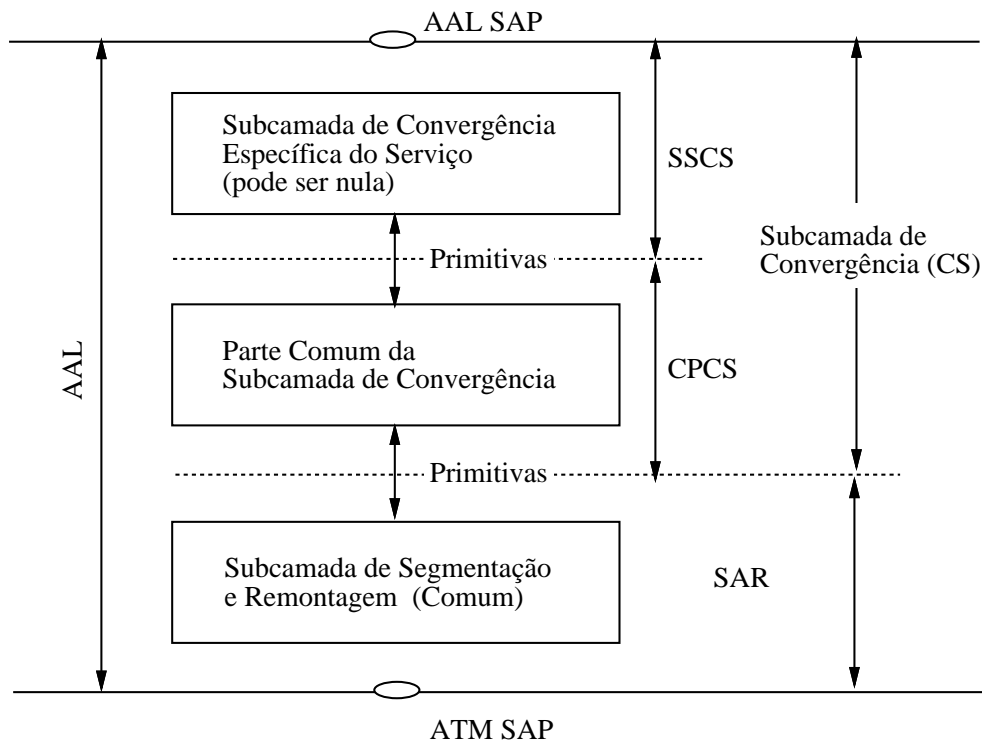 AAL SAP
Subcamada de Convergência
Específica do Serviço
(pode ser nula)
SSCS
Primitivas
Subcamada de
Convergência (CS)
AAL
Parte Comum da
Subcamada de Convergência
CPCS
Primitivas
Subcamada de Segmentação
e Remontagem (Comum)
SAR
ATM SAP